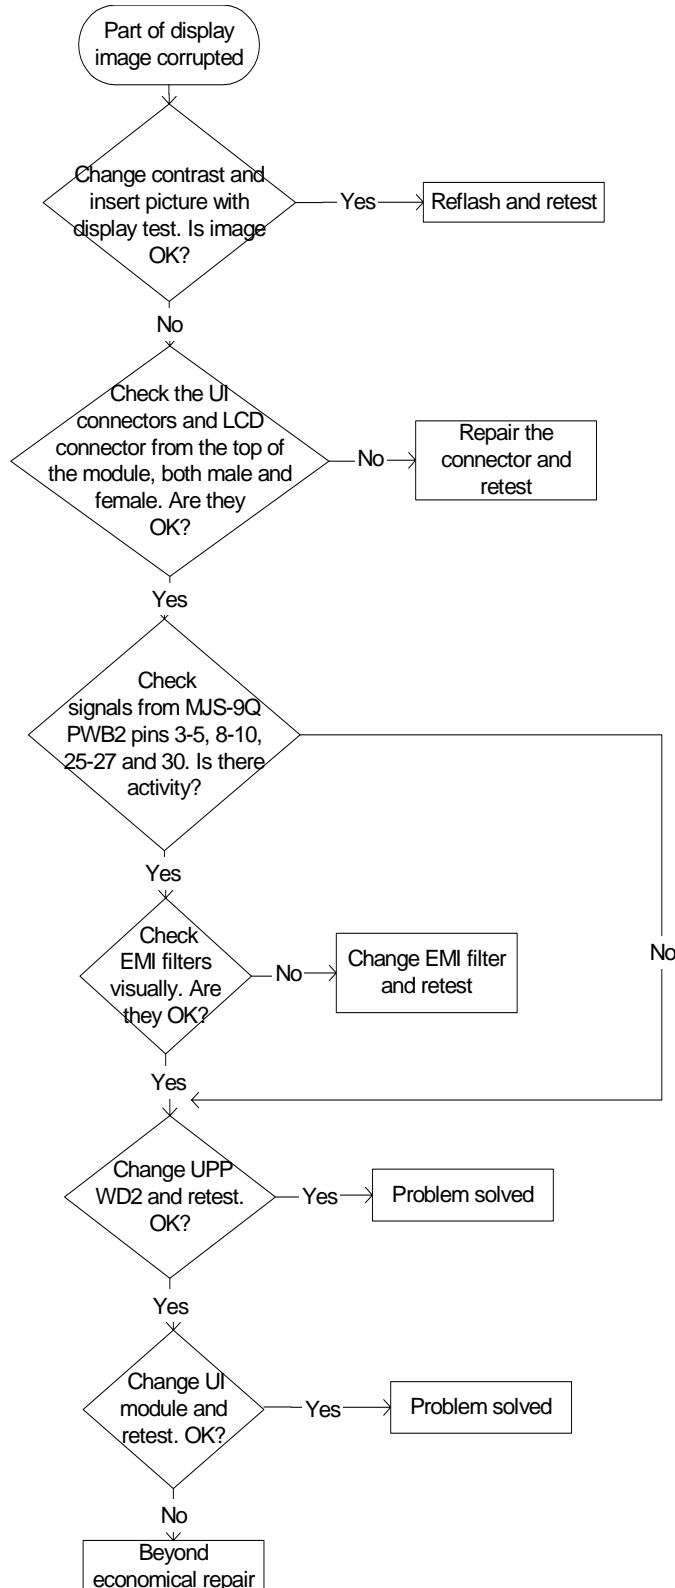 Part of display
image corrupted
Change contrast and
insert picture with
display test. Is image
OK?
Yes
Reflash and retest
No
Check the UI
connectors and LCD
connector from the top of
the module, both male and
female. Are they
OK?
No
Repair the
connector and
retest
Yes
Check
signals from MJS-9Q
PWB2 pins 3-5, 8-10,
25-27 and 30. Is there
activity?
No
Yes
Check
EMI filters
visually. Are
they OK?
No
Change EMI filter
and retest
Yes
Change UPP
WD2 and retest.
OK?
Yes
Problem solved
Yes
Change UI
module and
retest. OK?
Yes
Problem solved
No
Beyond
economical repair